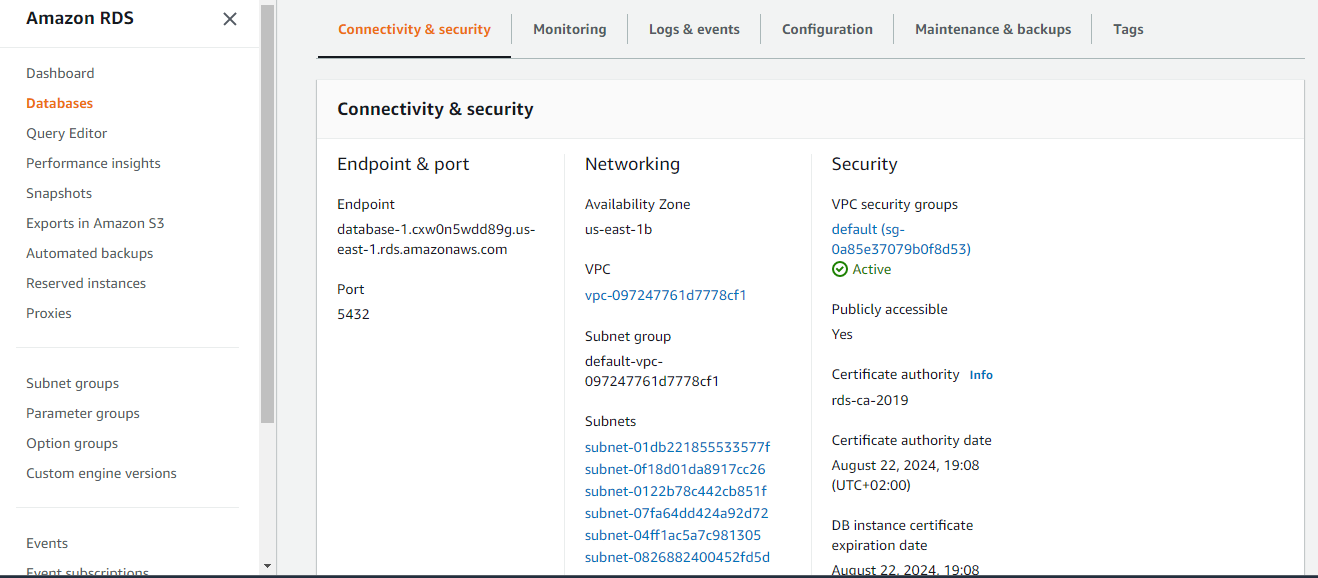 Amazon RDS
Dashboard
Databases
Query Editor
Performance insights
Snapshots
Exports in Amazon S3
Automated backups
Reserved instances
Proxies
Subnet groups
Parameter groups
Option groups
Custom engine versions
Events
Event subscriptions
Connectivity & security
Monitoring
Logs & events
Configuration
Maintenance & backups
Tags
Connectivity & security
Endpoint & port
Endpoint
database-1.cxw0n5wdd89g.us-
east-1.rds.amazonaws.com
Port
5432
Networking
Availability Zone
us-east-1b
VPC
vpc-097247761d7778cf1
Subnet group
default-vpc-
097247761d7778cf1
Subnets
subnet-01db221855533577f
subnet-0f18d01da8917cc26
subnet-0122b78c442cb851f
subnet-07fa64dd424a92d72
subnet-04ff1ac5a7c981305
subnet-0826882400452fd5d
Security
VPC security groups
default (sg-
0a85e37079b0f8d53)
Active
Publicly accessible
Yes
Certificate authority Info
rds-ca-2019
Certificate authority date
August 22, 2024, 19:08
(UTC+02:00)
DB instance certificate
expiration date
August 22, 2024, 19:08